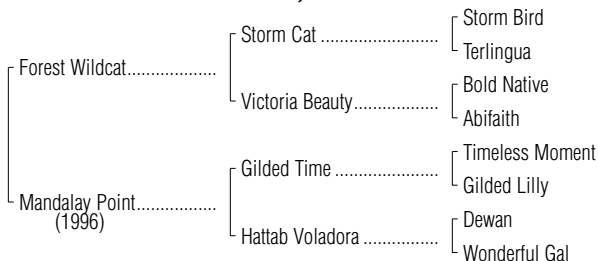 Storm Bird
Storm Cat ..........................
Terlingua
Forest Wildcat...................
Bold Native
Victoria Beauty...................
Abifaith
Timeless Moment
Gilded Time .......................
Gilded Lilly
Mandalay Point.................
(1996)
Dewan
Hattab Voladora .................
Wonderful Gal